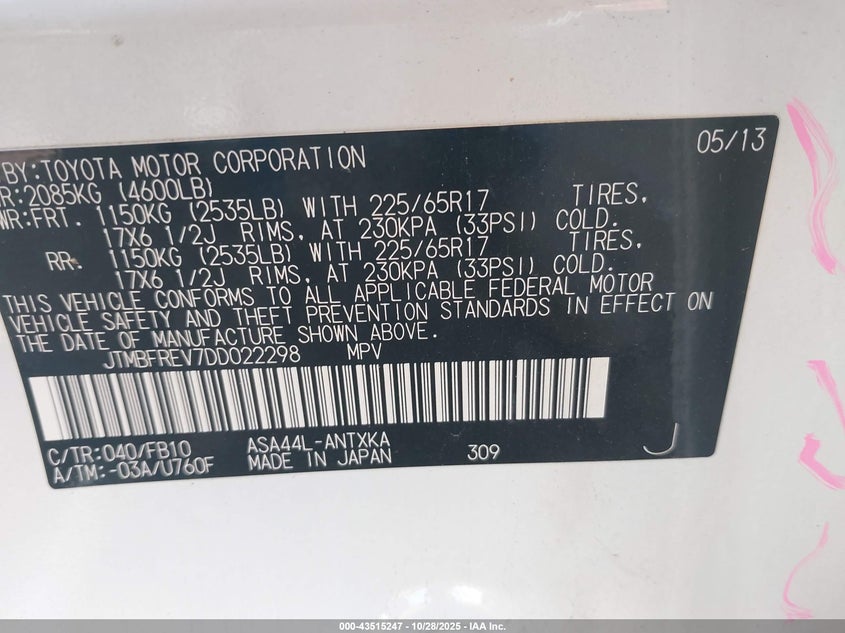 BY:TOYOTA MOTOR CORPORATION 05/13
R:2085KG (4600LB)
WR:FRT. 1150KG (2535LB) WITH 225/65R17 TIRES,
17X6 1/2J RIMS, AT 230KPA (33PSI) COLD.
RR. 1150KG (2535LB) WITH 225/65R17 TIRES,
17X6 1/2J RIMS, AT 230KPA (33PSI) COLD.
THIS VEHICLE CONFORMS TO ALL APPLICABLE FEDERAL MOTOR
VEHICLE SAFETY AND THEFT PREVENTION STANDARDS IN EFFECT ON
THE DATE OF MANUFACTURE SHOWN ABOVE.
JTMBFREV7DD022298 MPV
C/TR:040/FB10 ASA44L-ANTXKA
A/TM:-03A/U760F MADE IN JAPAN 309 J
000-43515247 - 10/28/2025 - IAA Inc.